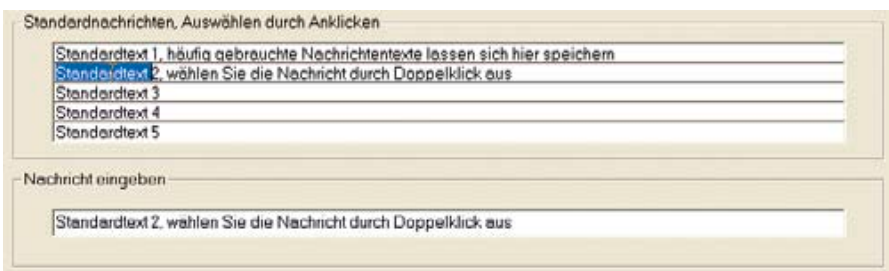 Standardnachrichten, Auswählen durch Anklicken
Standardtext 1, häufig gebrauchte Nachrichtentexte lassen sich hier speichern
Standardtext 2, wählen Sie die Nachricht durch Doppelklick aus
Standardtext 3
Standardtext 4
Standardtext 5
Nachricht eingeben
Standardtext 2, wählen Sie die Nachricht durch Doppelklick aus